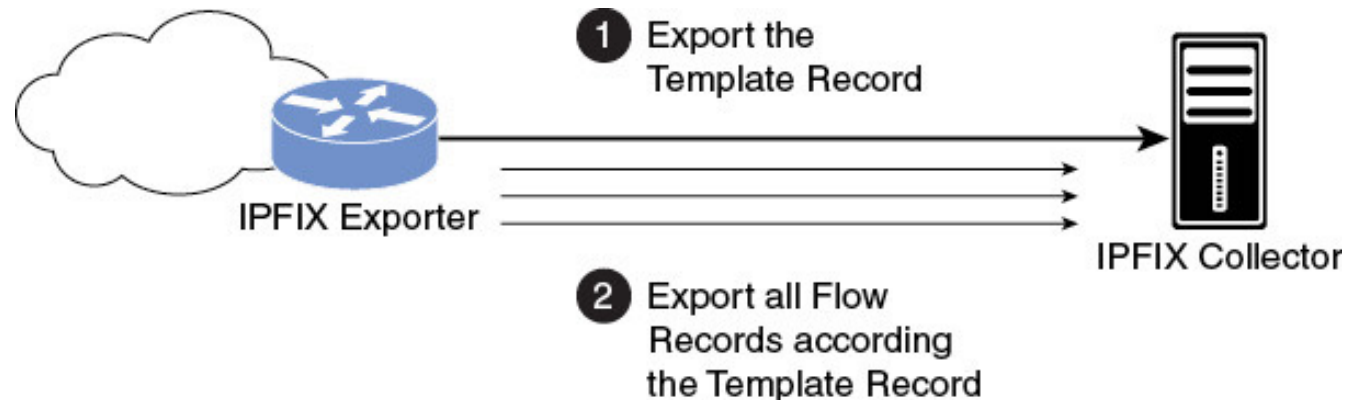 1 Export the
Template Record
IPFIX Exporter
IPFIX Collector
2 Export all Flow
Records according
the Template Record